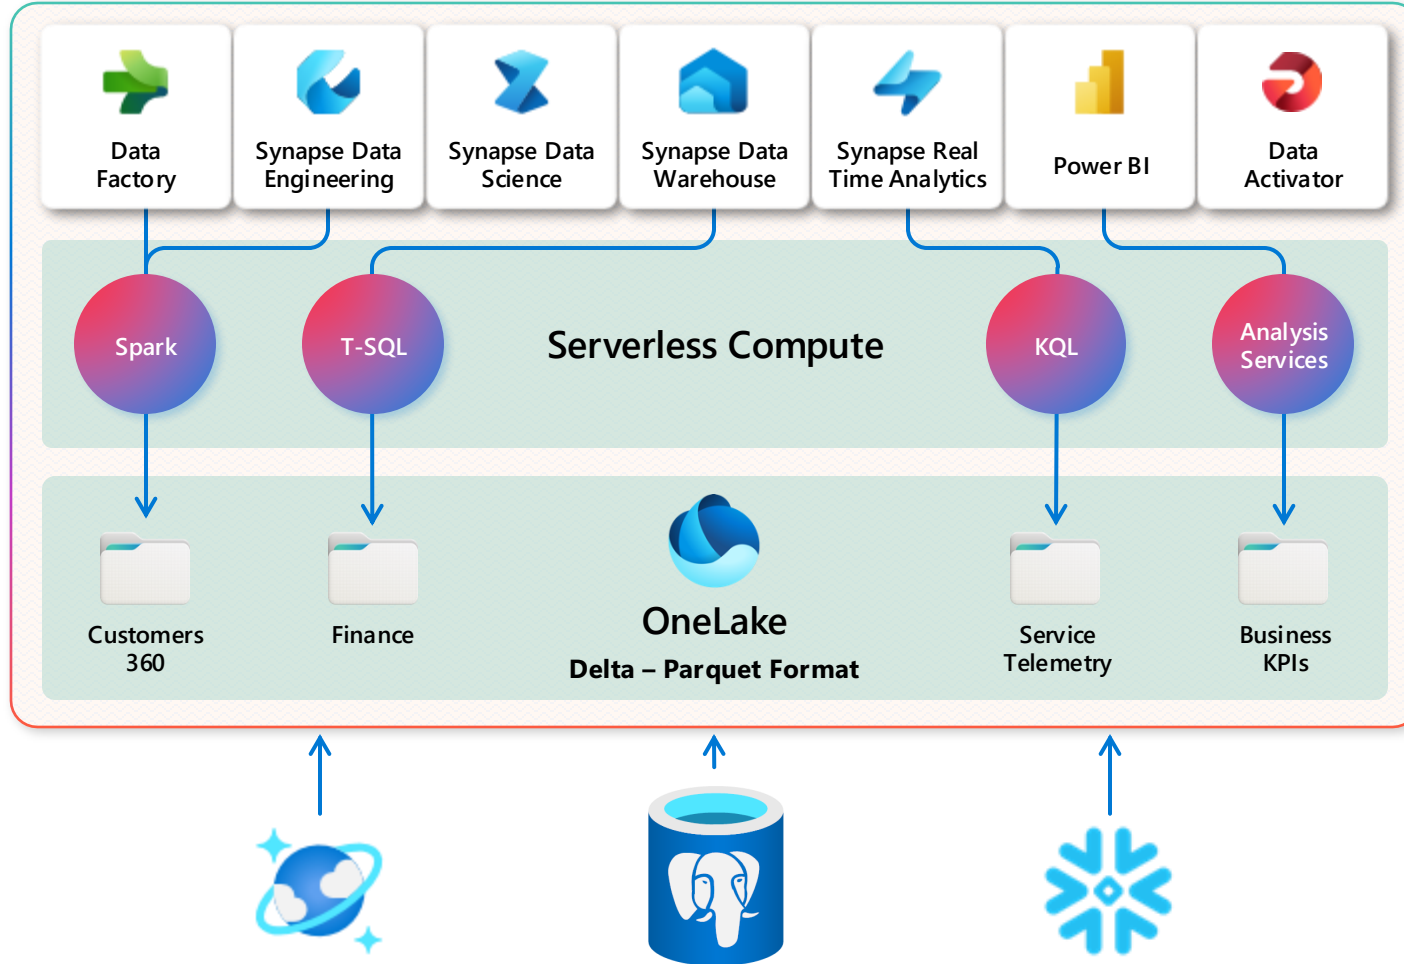 Data
Factory
Synapse Data
Engineering
Synapse Data
Science
Synapse Data
Warehouse
Synapse Real
Time Analytics
Power BI
Data
Activator
Spark
T-SQL
Serverless Compute
KQL
Analysis
Services
Customers
360
Finance
OneLake
Delta – Parquet Format
Service
Telemetry
Business
KPIs